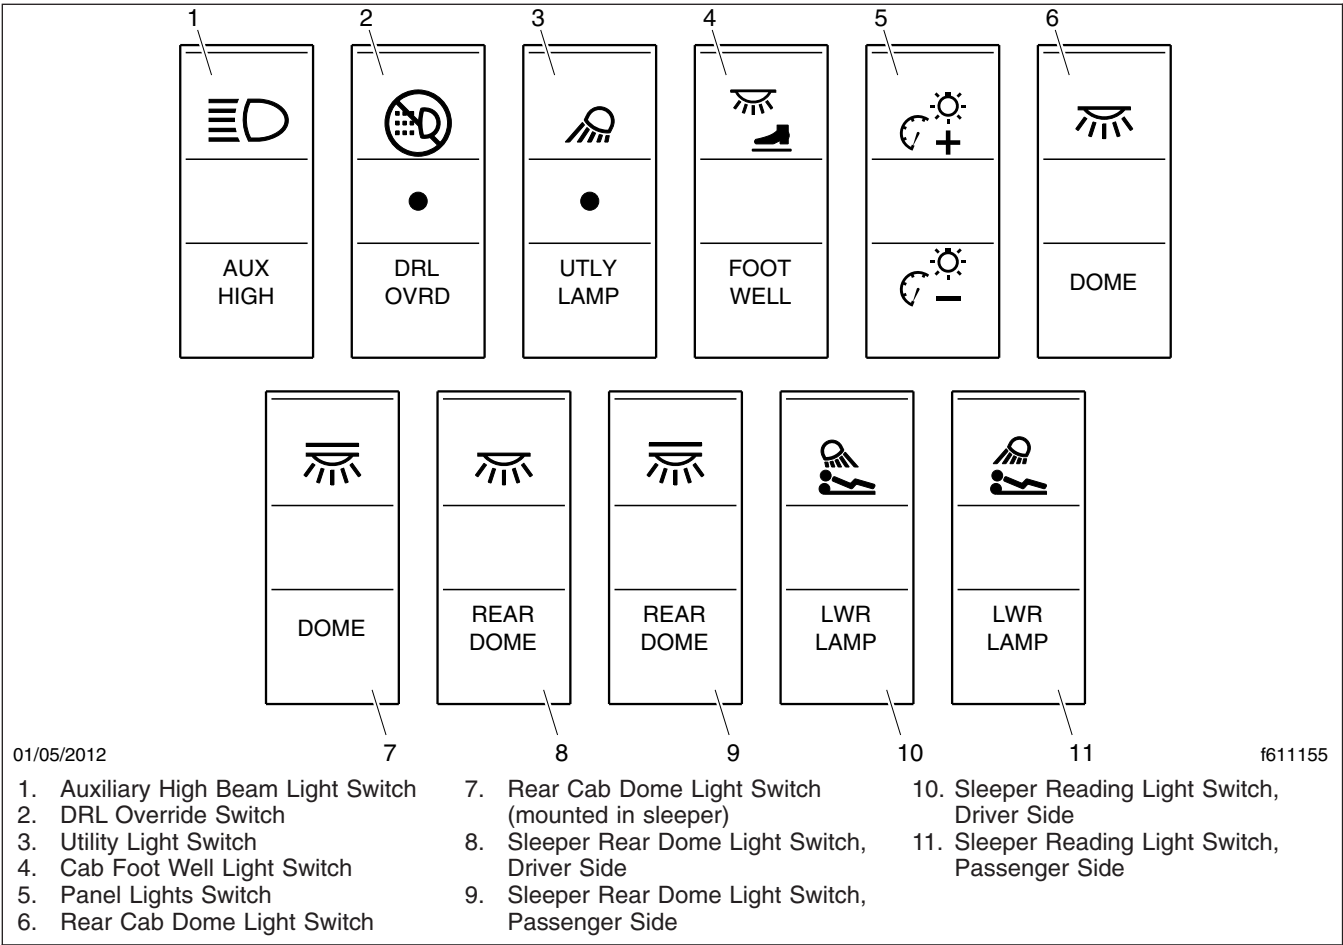 1 2 3 4 5 6
AUX
HIGH
DRL
OVRD
UTLY
LAMP
FOOT
WELL
DOME
DOME
REAR
DOME
REAR
DOME
LWR
LAMP
LWR
LAMP
7 8 9 10 11
01/05/2012
f611155
1. Auxiliary High Beam Light Switch
2. DRL Override Switch
3. Utility Light Switch
4. Cab Foot Well Light Switch
5. Panel Lights Switch
6. Rear Cab Dome Light Switch
7. Rear Cab Dome Light Switch
(mounted in sleeper)
8. Sleeper Rear Dome Light Switch,
Driver Side
9. Sleeper Rear Dome Light Switch,
Passenger Side
10. Sleeper Reading Light Switch,
Driver Side
11. Sleeper Reading Light Switch,
Passenger Side